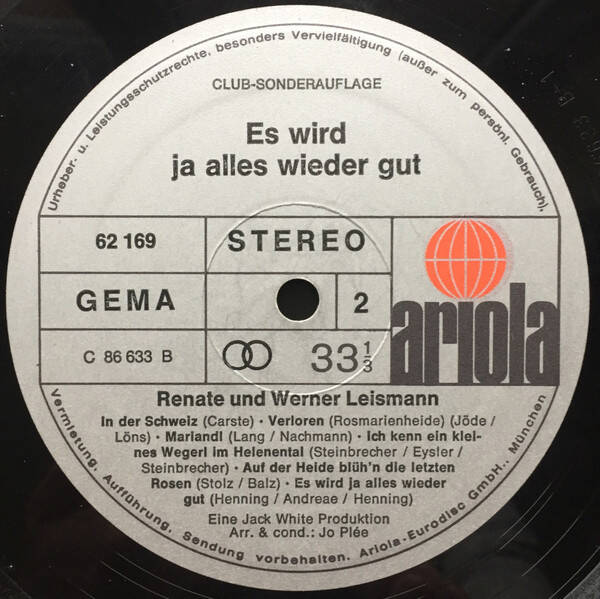 Urheber- u. Leistungsschutzrechte, besonders Vervielfältigung (außer zum persönl. Gebrauch),
CLUB-SONDERAUFLAGE
Es wird
ja alles wieder gut
62 169
STEREO
GEMA
2
C 86 633 B
33 1/3
ariola
Renate und Werner Leismann
In der Schweiz (Carste) · Verloren (Rosmarienheide) (Jöde /
Löns) · Mariandl (Lang / Nachmann) · Ich kenn ein klei-
nes Wegerl im Helenental (Steinbrecher / Eysler /
Steinbrecher) · Auf der Heide blüh'n die letzten
Rosen (Stolz / Balz) · Es wird ja alles wieder
gut (Henning / Andreae / Henning)
Eine Jack White Produktion
Arr. & cond.: Jo Plée
Vermietung, Aufführung, Sendung vorbehalten. Ariola-Eurodisc GmbH., München